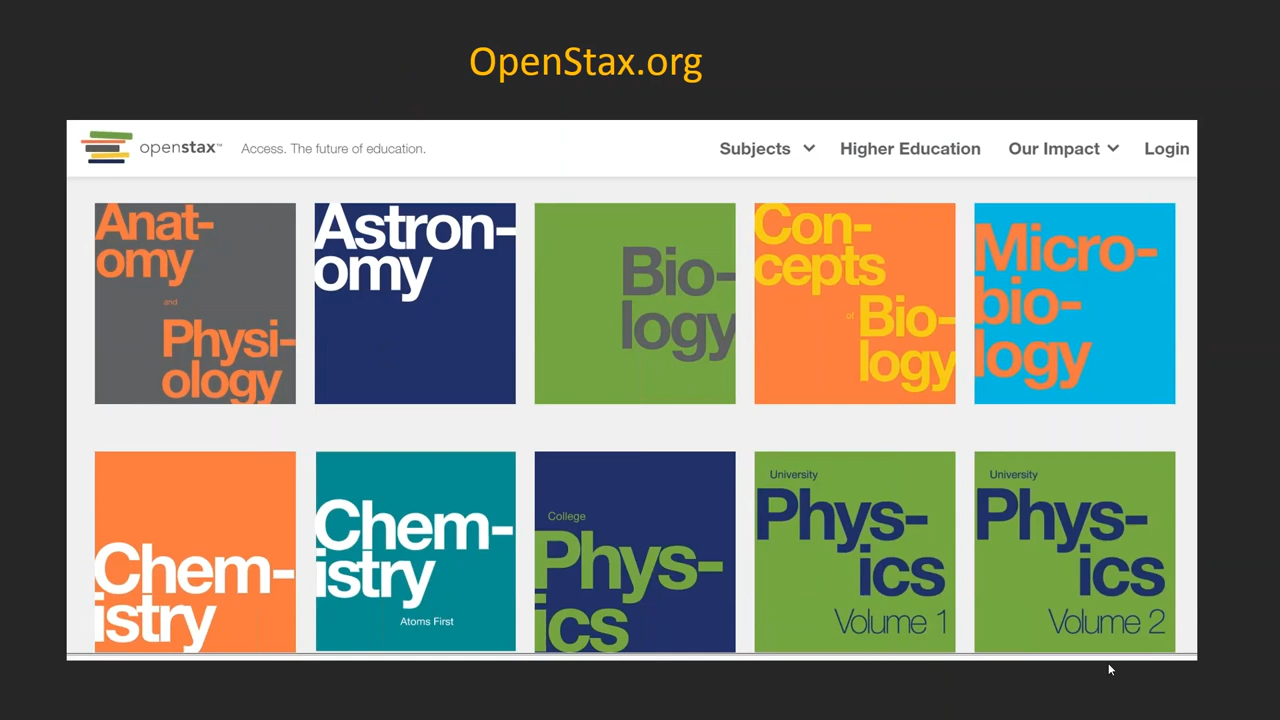 OpenStax.org
openstax™ Access. The future of education. Subjects Higher Education Our Impact Login
Anat-
omy
and
Physi-
ology
Astron-
omy
Bio-
logy
Con-
cepts
of
Bio-
logy
Micro-
bio-
logy
Chem-
istry
Chem-
istry
Atoms First
College
Phys-
ics
University
Phys-
ics
Volume 1
University
Phys-
ics
Volume 2